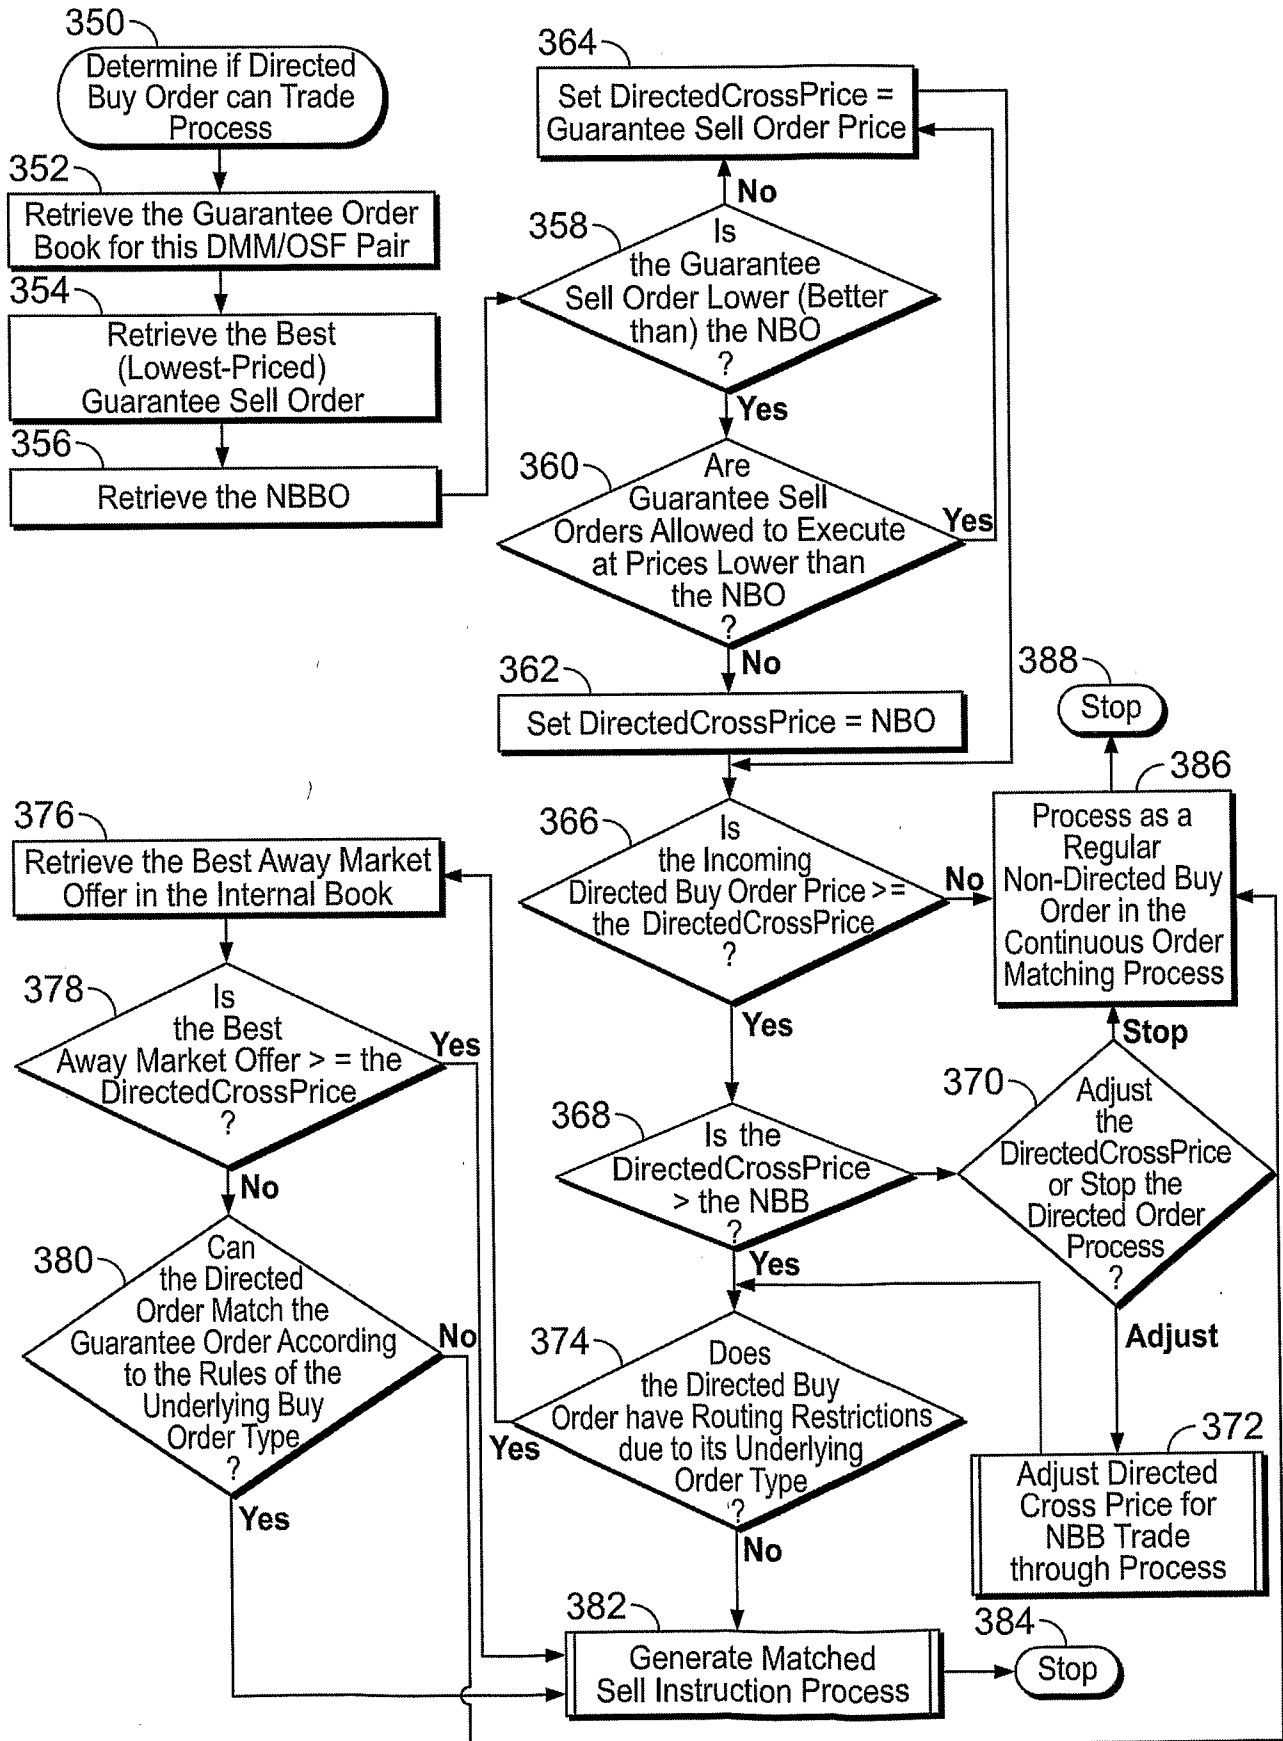 350
Determine if Directed
Buy Order can Trade
Process
352
Retrieve the Guarantee Order
Book for this DMM/OSF Pair
354
Retrieve the Best
(Lowest-Priced)
Guarantee Sell Order
356
Retrieve the NBBO
364
Set DirectedCrossPrice =
Guarantee Sell Order Price
No
358
Is
the Guarantee
Sell Order Lower (Better
than) the NBO
?
Yes
360
Are
Guarantee Sell
Orders Allowed to Execute
at Prices Lower than
the NBO
?
Yes
No
362
Set DirectedCrossPrice = NBO
366
Is
the Incoming
Directed Buy Order Price >=
the DirectedCrossPrice
?
No
Yes
388
Stop
386
Process as a
Regular
Non-Directed Buy
Order in the
Continuous Order
Matching Process
Stop
368
Is the
DirectedCrossPrice
> the NBB
?
Yes
370
Adjust
the
DirectedCrossPrice
or Stop the
Directed Order
Process
?
Adjust
372
Adjust Directed
Cross Price for
NBB Trade
through Process
374
Does
the Directed Buy
Order have Routing Restrictions
due to its Underlying
Order Type
?
Yes
No
376
Retrieve the Best Away Market
Offer in the Internal Book
378
Is
the Best
Away Market Offer > = the
DirectedCrossPrice
?
Yes
No
380
Can
the Directed
Order Match the
Guarantee Order According
to the Rules of the
Underlying Buy
Order Type
?
No
Yes
382
Generate Matched
Sell Instruction Process
384
Stop